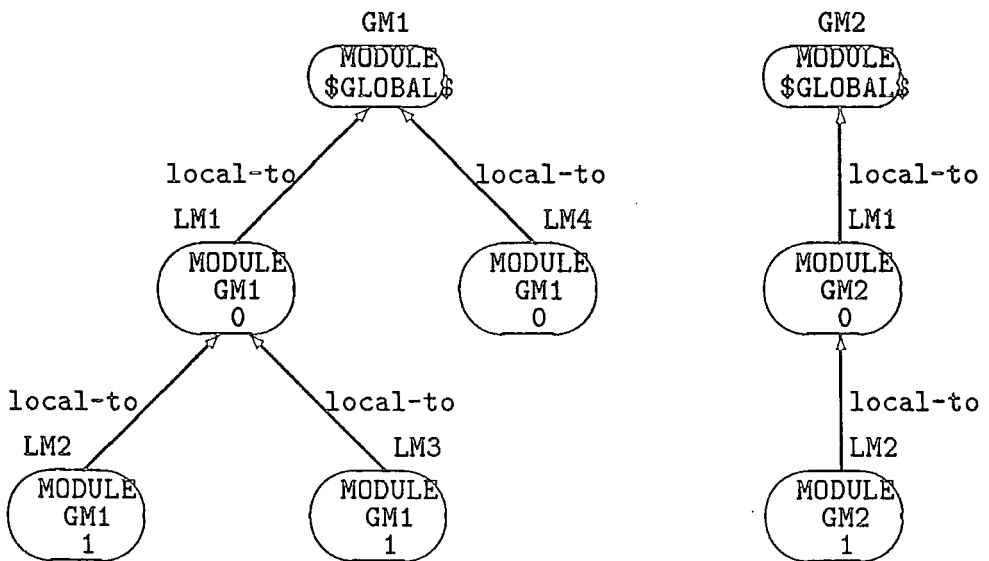 GM1
MODULE
$GLOBAL$
GM2
MODULE
$GLOBAL$
local-to
local-to
local-to
LM1
LM4
LM1
MODULE
GM1
0
MODULE
GM1
0
MODULE
GM2
0
local-to
local-to
local-to
LM2
LM3
LM2
MODULE
GM1
1
MODULE
GM1
1
MODULE
GM2
1